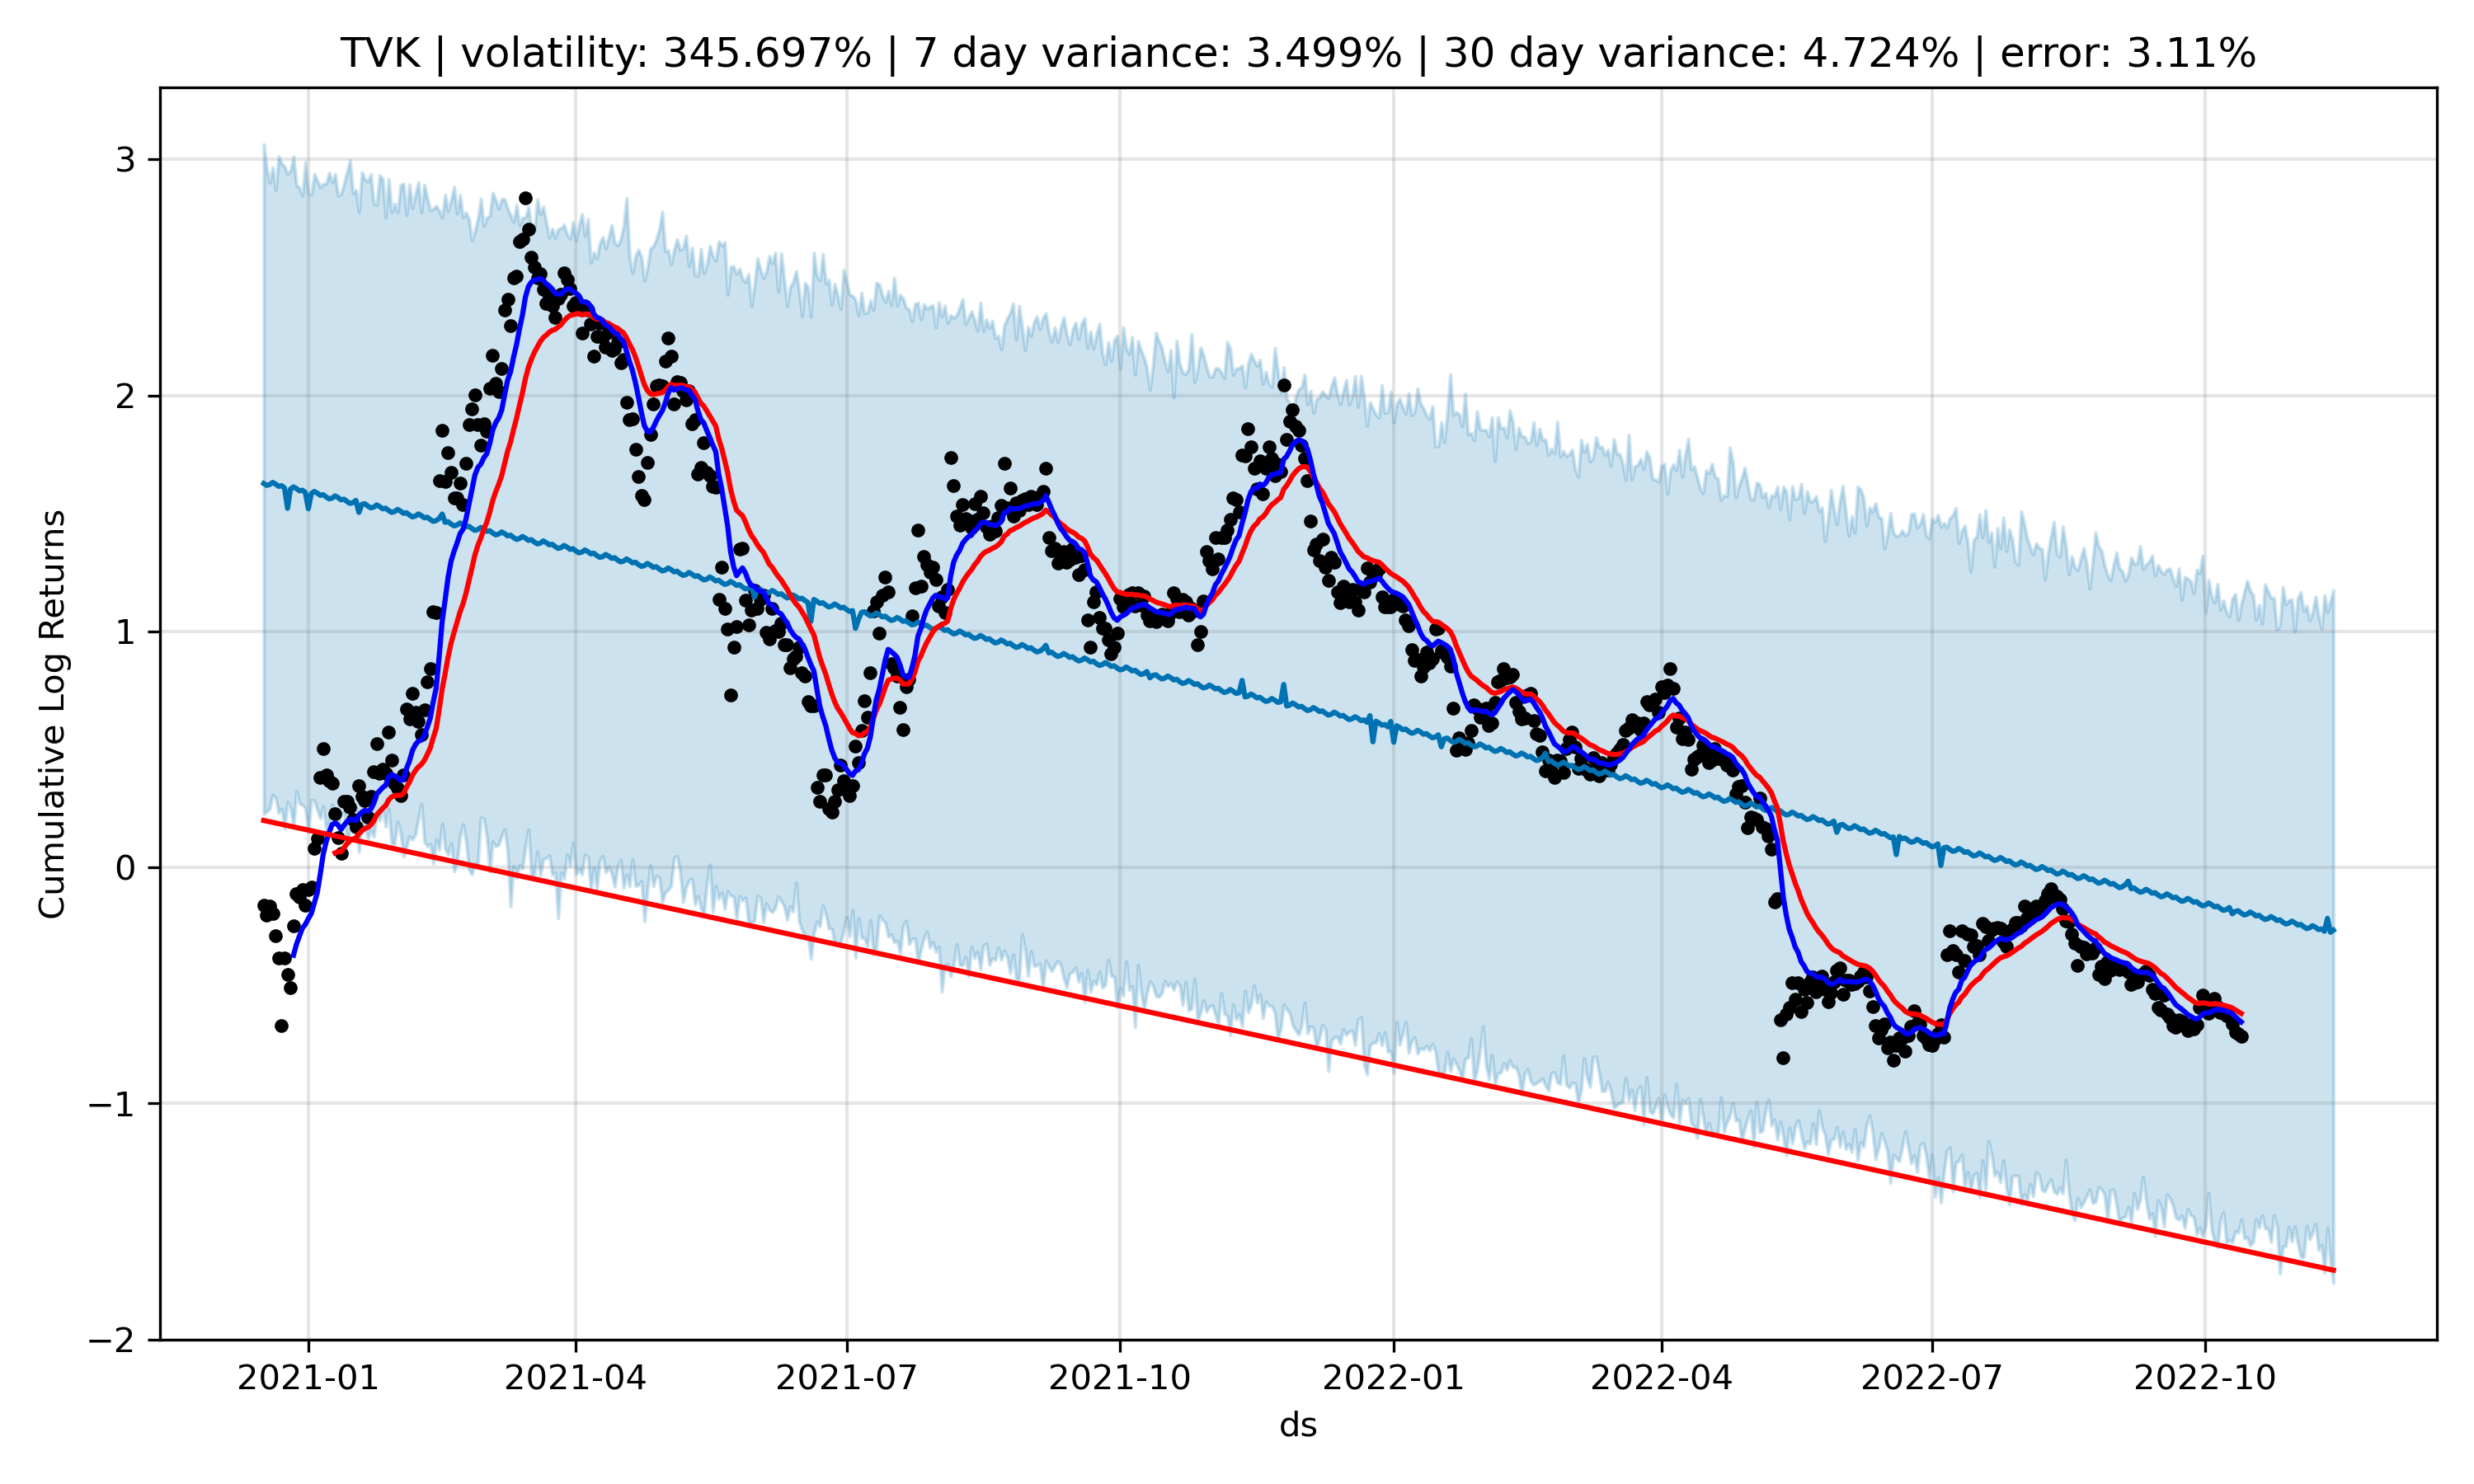 TVK | volatility: 345.697% | 7 day variance: 3.499% | 30 day variance: 4.724% | error: 3.11%
3
2
1
0
−1
−2
Cumulative Log Returns
2021-01 2021-04 2021-07 2021-10 2022-01 2022-04 2022-07 2022-10
ds